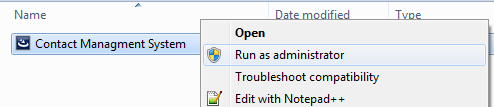 Name Date modified Type
Contact Managment System
Open
Run as administrator
Troubleshoot compatibility
Edit with Notepad++